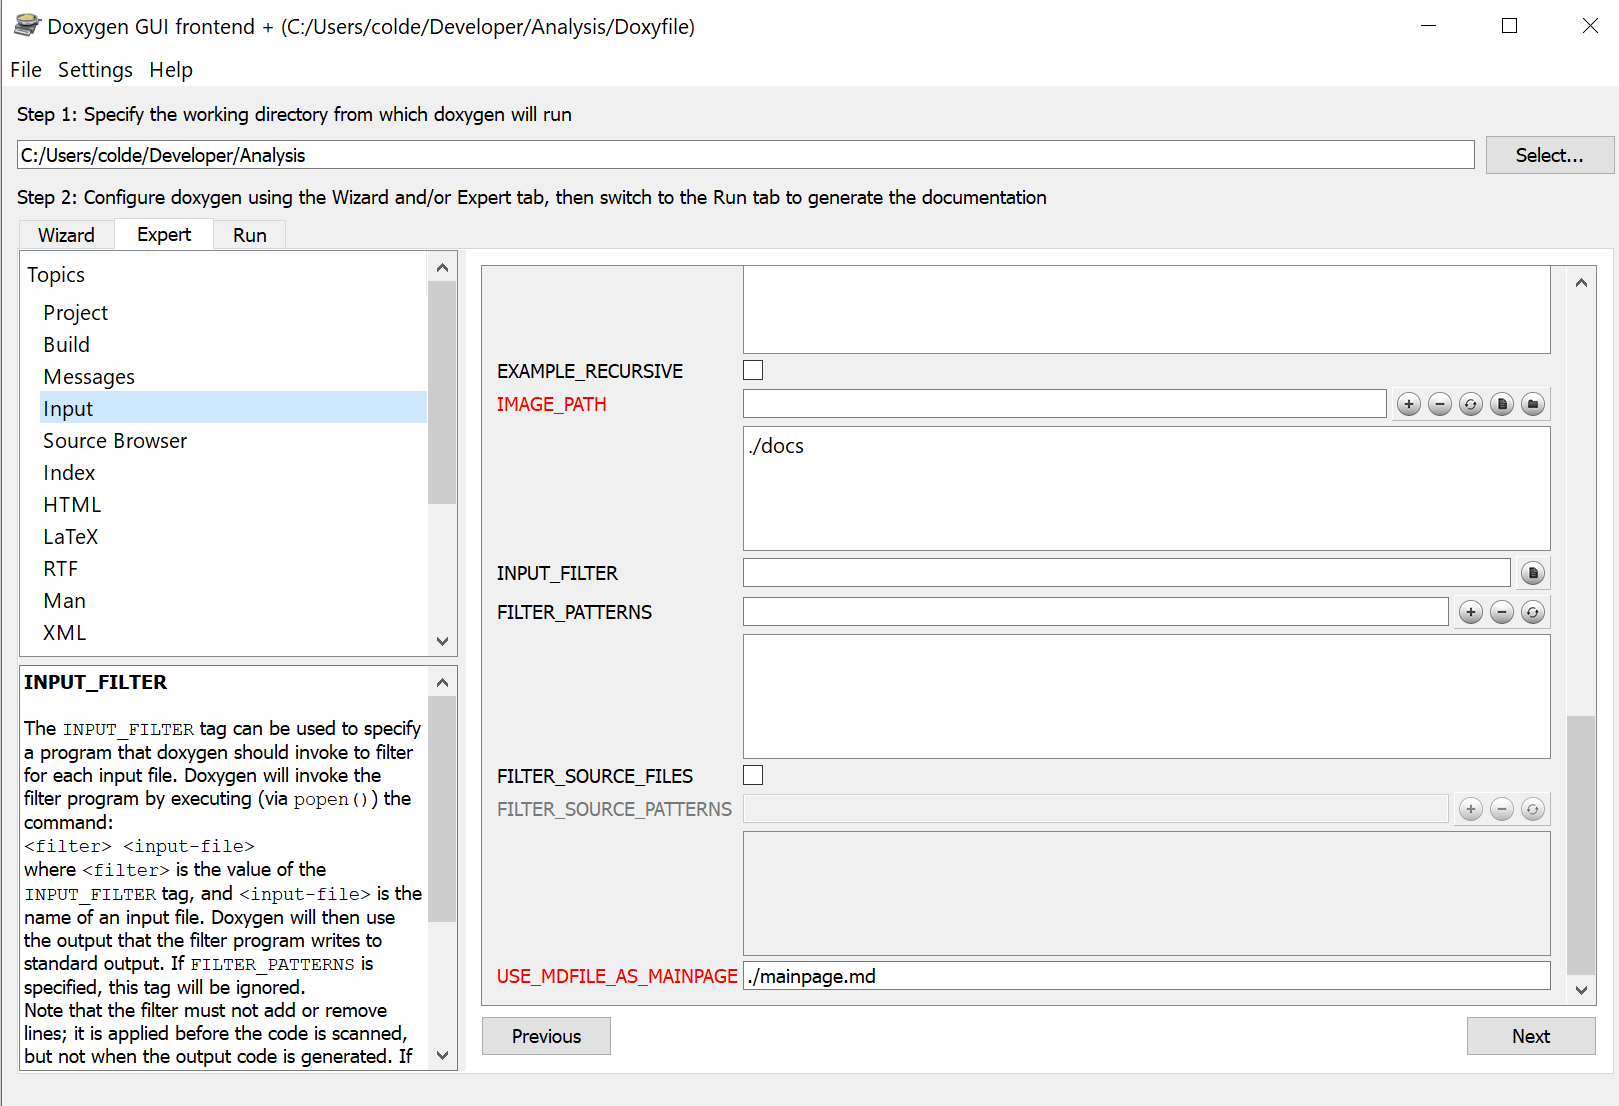 Doxygen GUI frontend + (C:/Users/colde/Developer/Analysis/Doxyfile)
File Settings Help
Step 1: Specify the working directory from which doxygen will run
C:/Users/colde/Developer/Analysis
Select...
Step 2: Configure doxygen using the Wizard and/or Expert tab, then switch to the Run tab to generate the documentation
Wizard Expert Run
Topics
Project
Build
Messages
Input
Source Browser
Index
HTML
LaTeX
RTF
Man
XML
INPUT_FILTER
The INPUT_FILTER tag can be used to specify
a program that doxygen should invoke to filter
for each input file. Doxygen will invoke the
filter program by executing (via popen()) the
command:
<filter> <input-file>
where <filter> is the value of the
INPUT_FILTER tag, and <input-file> is the
name of an input file. Doxygen will then use
the output that the filter program writes to
standard output. If FILTER_PATTERNS is
specified, this tag will be ignored.
Note that the filter must not add or remove
lines; it is applied before the code is scanned,
but not when the output code is generated. If
EXAMPLE_RECURSIVE
IMAGE_PATH
./docs
INPUT_FILTER
FILTER_PATTERNS
FILTER_SOURCE_FILES
FILTER_SOURCE_PATTERNS
USE_MDFILE_AS_MAINPAGE ./mainpage.md
Previous
Next